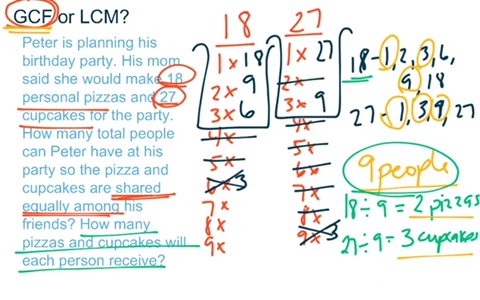 GCF or LCM?
Peter is planning his
birthday party. His mom
said she would make 18
personal pizzas and 27
cupcakes for the party.
How many total people
can Peter have at his
party so the pizza and
cupcakes are shared
equally among his
friends? How many
pizzas and cupcakes will
each person receive?
18
1 x 18
2 x 9
3 x 6
4x
5x
6 x 3
7x
8x
9x
27
1 x 27
2x
3 x 9
4x
5x
6x
7x
8x
9 x 3
18 - 1, 2, 3, 6,
9, 18
27 - 1, 3, 9, 27
9 people
18 ÷ 9 = 2 pizzas
27 ÷ 9 = 3 cupcakes